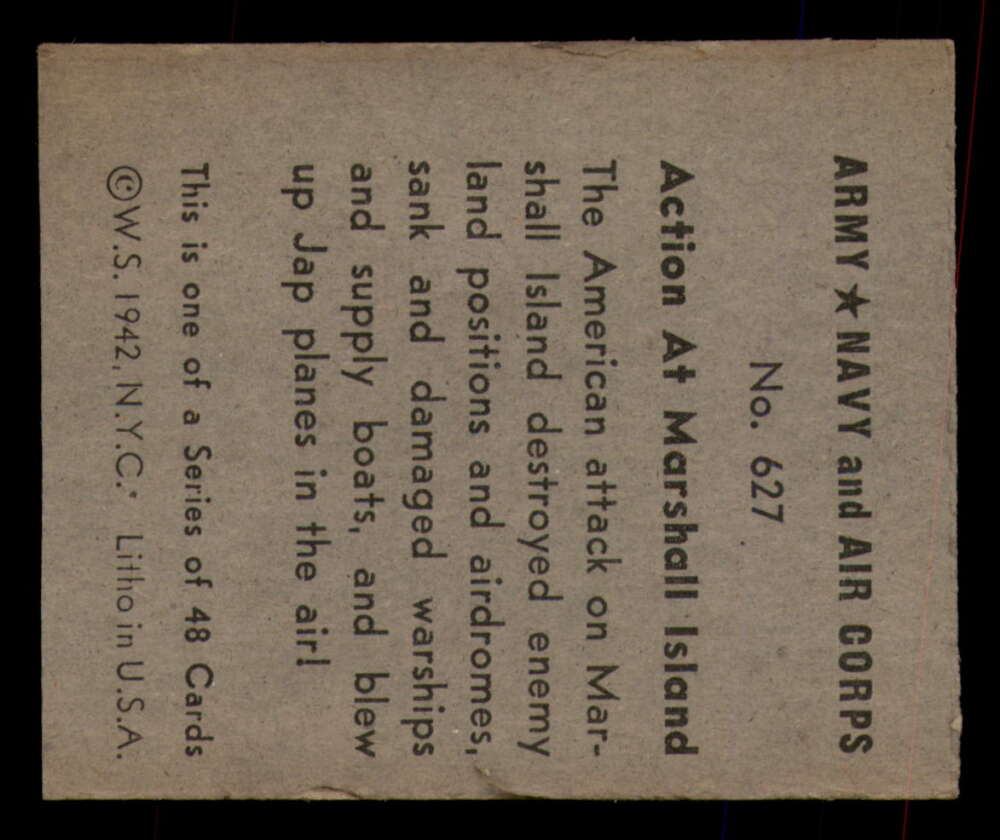 ARMY ★ NAVY and AIR CORPS
No. 627
Action At Marshall Island
The American attack on Mar-
shall Island destroyed enemy
land positions and airdromes,
sank and damaged warships
and supply boats, and blew
up Jap planes in the air!
This is one of a Series of 48 Cards
©W.S. 1942, N.Y.C. Litho in U.S.A.